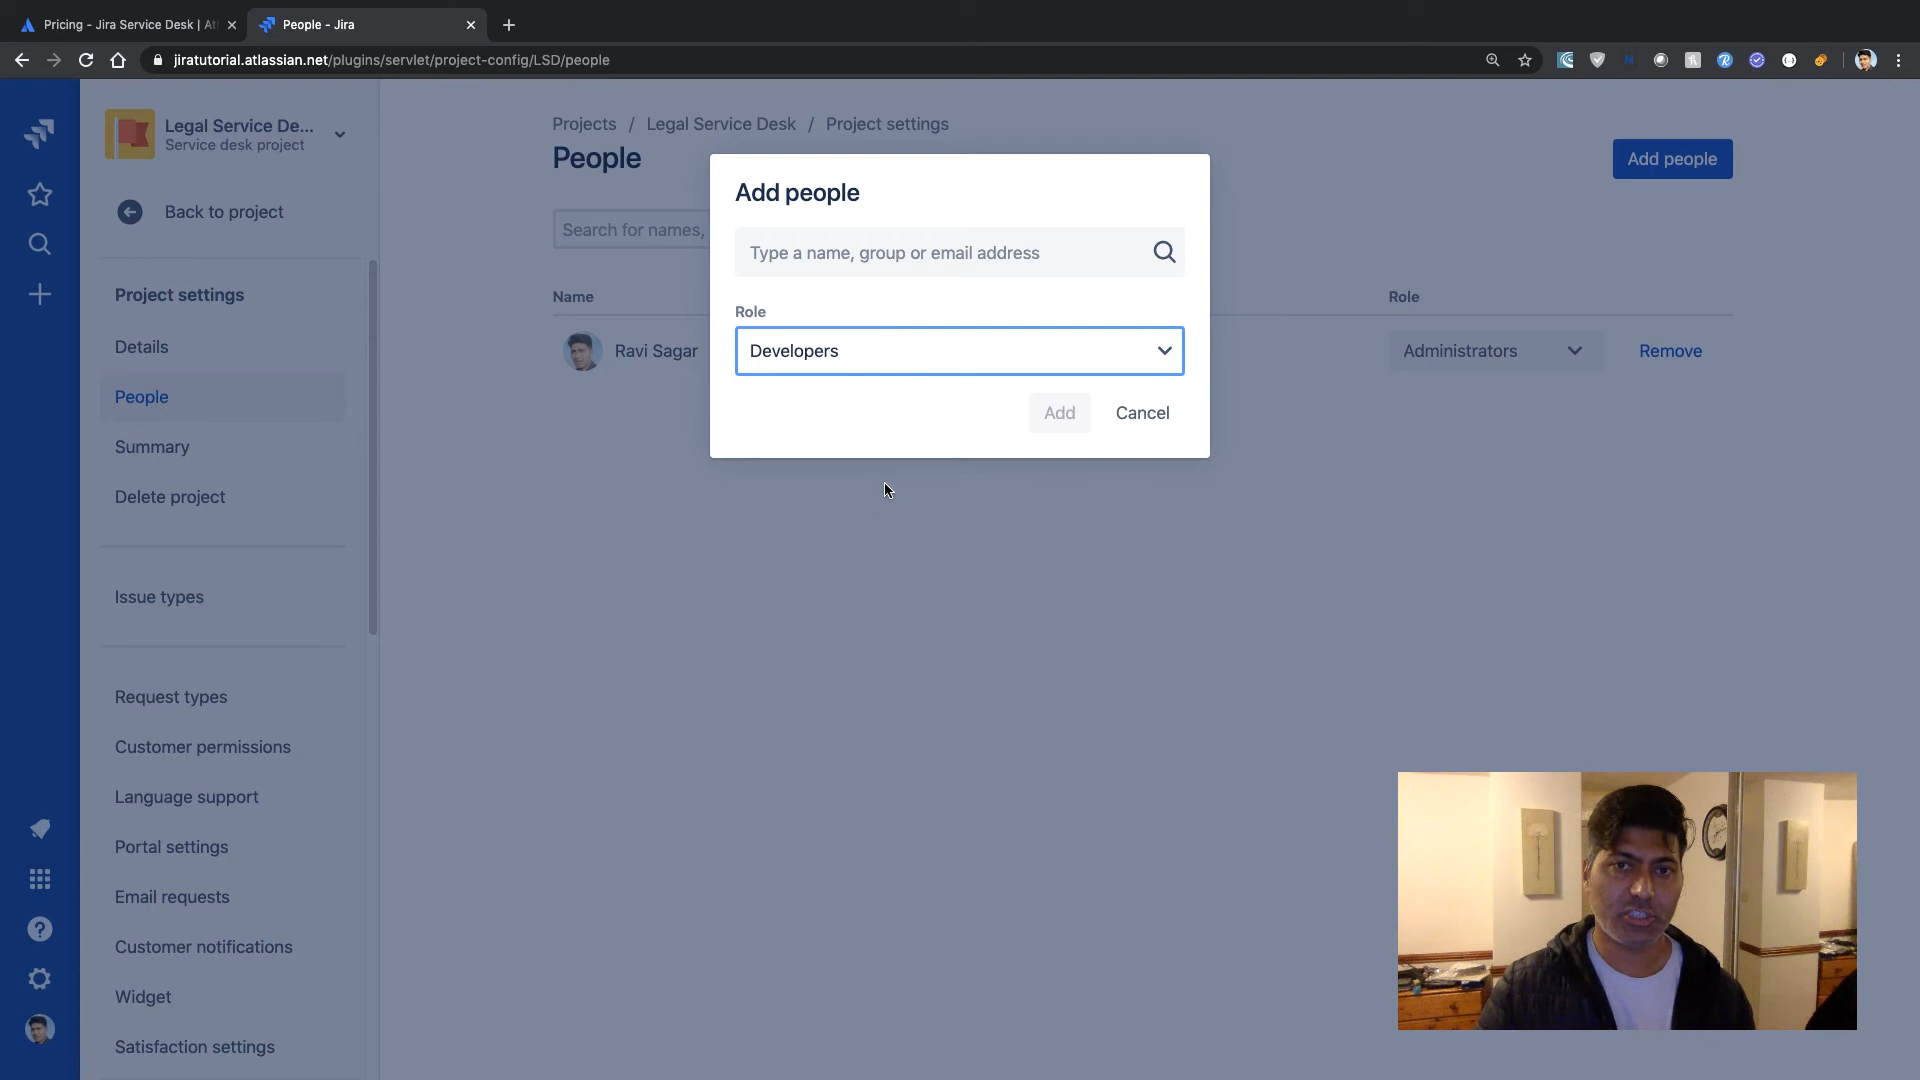 Pricing - Jira Service Desk | At
People - Jira
jiratutorial.atlassian.net/plugins/servlet/project-config/LSD/people
Legal Service De...
Service desk project
Back to project
Project settings
Details
People
Summary
Delete project
Issue types
Request types
Customer permissions
Language support
Portal settings
Email requests
Customer notifications
Widget
Satisfaction settings
Projects / Legal Service Desk / Project settings
People
Add people
Search for names,
Name
Role
Ravi Sagar
Administrators
Remove
Add people
Type a name, group or email address
Role
Developers
Add
Cancel